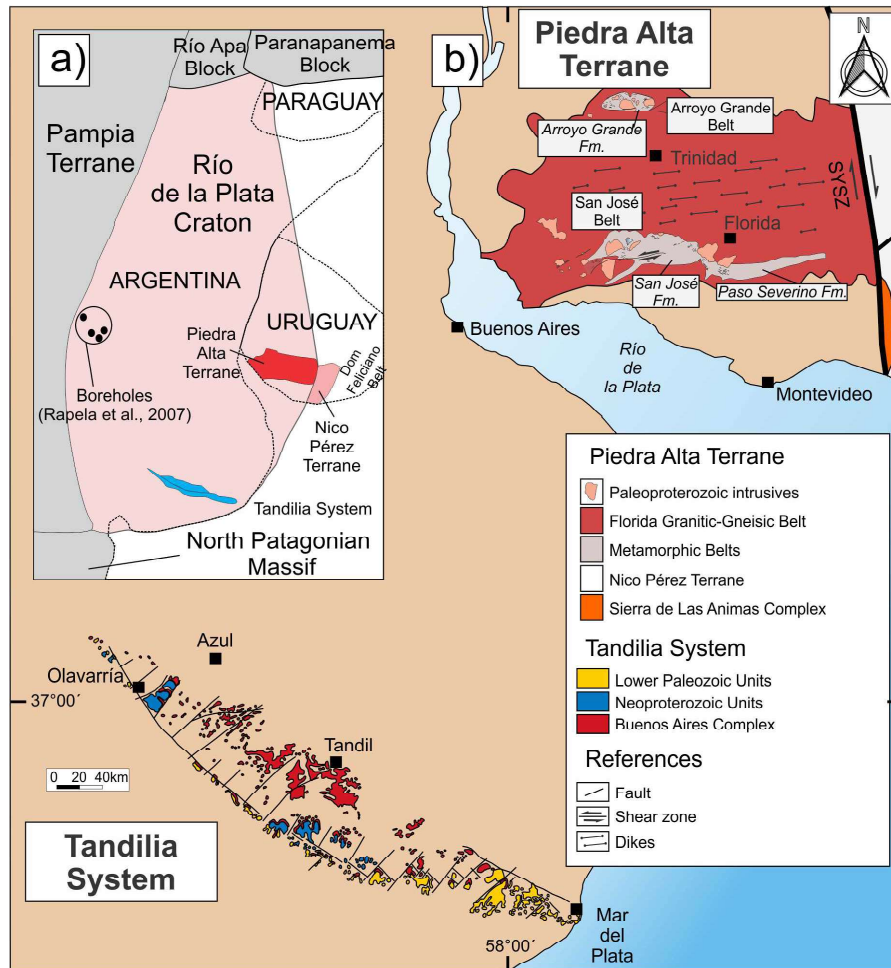 a)
Río Apa
Block
Paranapanema
Block
PARAGUAY
Pampia
Terrane
Río
de la Plata
Craton
ARGENTINA
URUGUAY
Piedra
Alta
Terrane
Dom
Feliciano
Belt
Boreholes
(Rapela et al., 2007)
Nico
Pérez
Terrane
Tandilia System
North Patagonian
Massif
b)
Piedra Alta
Terrane
N
Arroyo Grande
Belt
Arroyo Grande
Fm.
Trinidad
SYSZ
San José
Belt
Florida
San José
Fm.
Paso Severino Fm.
Buenos Aires
Río
de
la Plata
Montevideo
Piedra Alta Terrane
Paleoproterozoic intrusives
Florida Granitic-Gneisic Belt
Metamorphic Belts
Nico Pérez Terrane
Sierra de Las Animas Complex
Tandilia System
Lower Paleozoic Units
Neoproterozoic Units
Buenos Aires Complex
References
Fault
Shear zone
Dikes
Azul
Olavarría
37°00´
Tandil
0 20 40km
Tandilia
System
58°00´
Mar
del
Plata